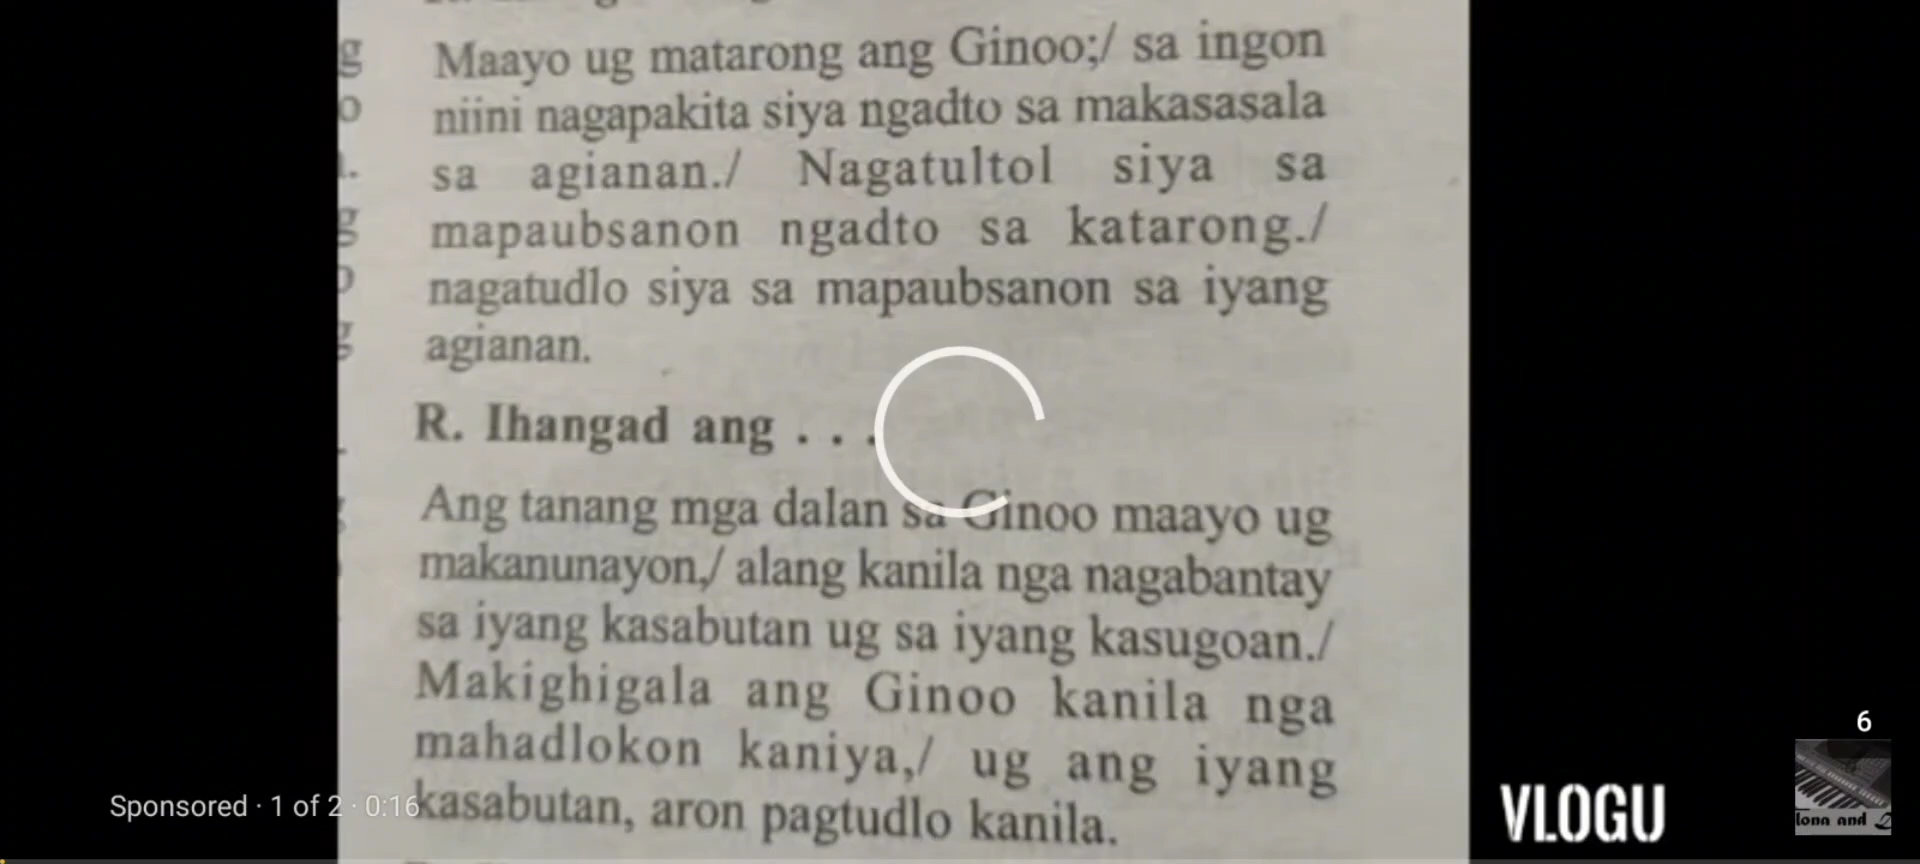 Maayo ug matarong ang Ginoo;/ sa ingon
niini nagapakita siya ngadto sa makasasala
sa agianan./ Nagatultol siya sa
mapaubsanon ngadto sa katarong./
nagatudlo siya sa mapaubsanon sa iyang
agianan.
R. Ihangad ang . . .
Ang tanang mga dalan sa Ginoo maayo ug
makanunayon,/ alang kanila nga nagabantay
sa iyang kasabutan ug sa iyang kasugoan./
Makighigala ang Ginoo kanila nga
mahadlokon kaniya,/ ug ang iyang
kasabutan, aron pagtudlo kanila.
Sponsored · 1 of 2 · 0:16
6
VLOGU
and